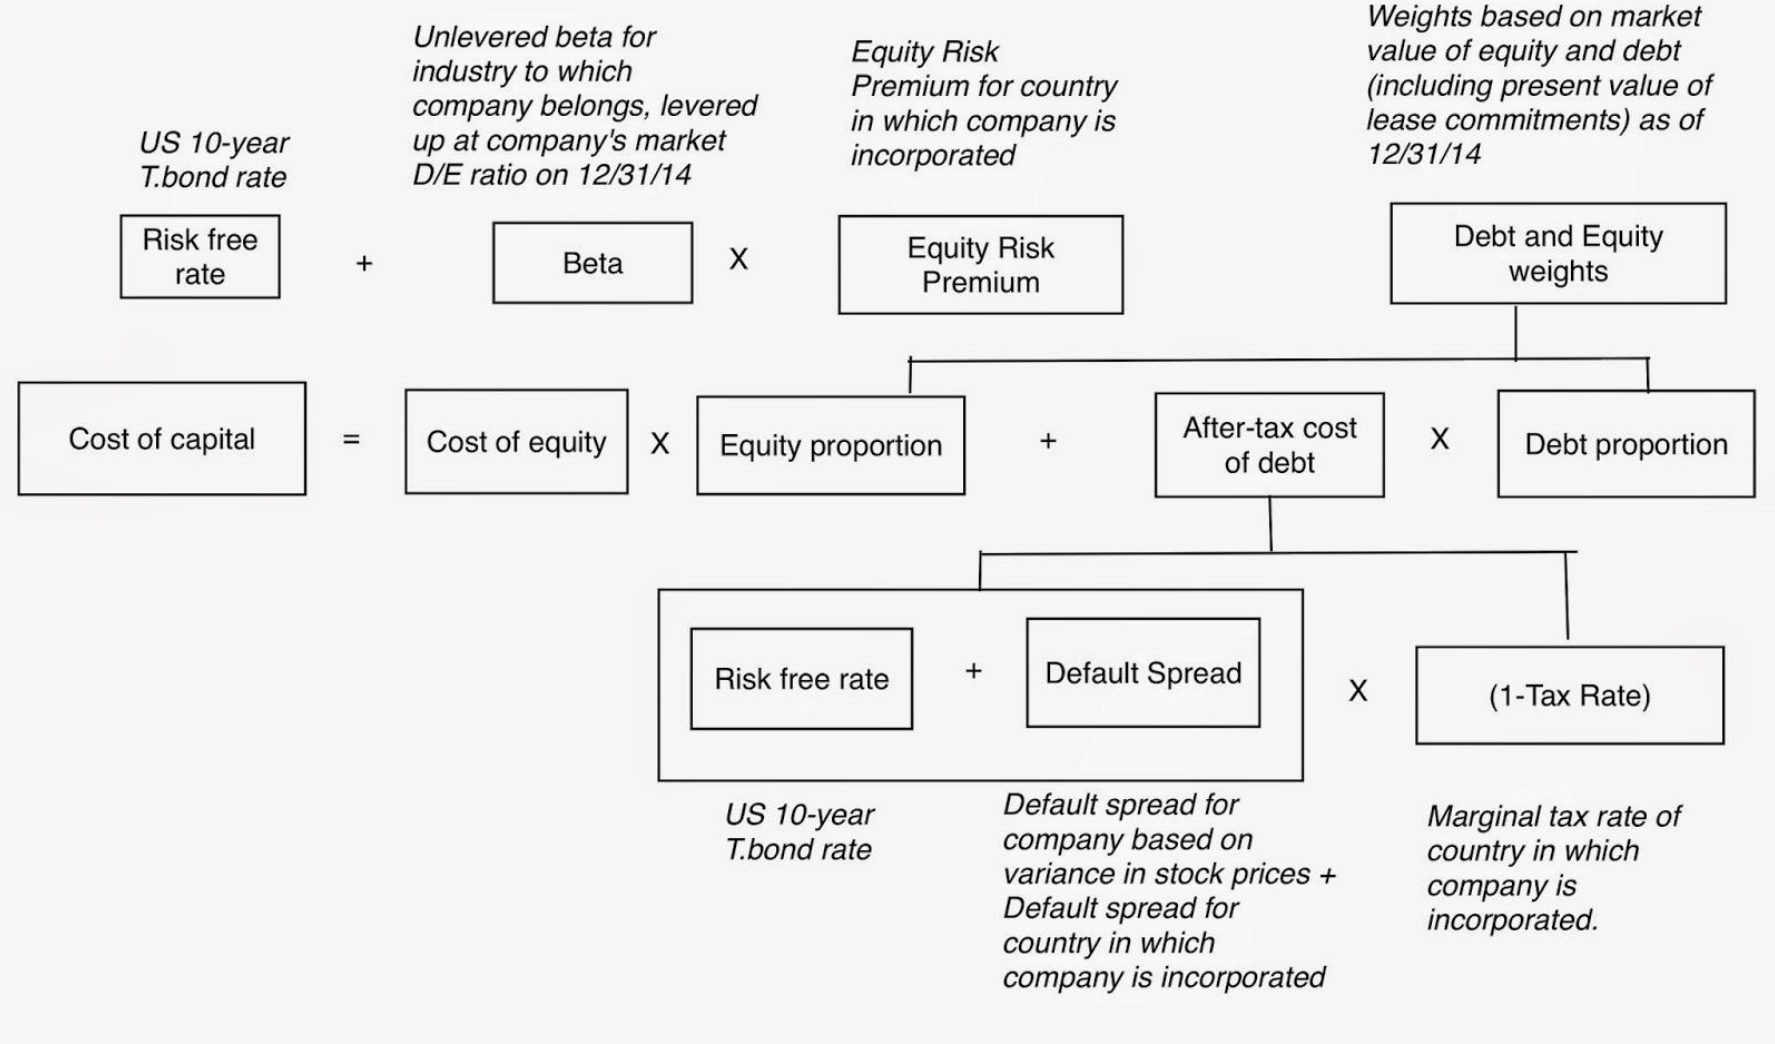 US 10-year
T.bond rate
Unlevered beta for
industry to which
company belongs, levered
up at company's market
D/E ratio on 12/31/14
Equity Risk
Premium for country
in which company is
incorporated
Weights based on market
value of equity and debt
(including present value of
lease commitments) as of
12/31/14
Risk free
rate
+
Beta
X
Equity Risk
Premium
Debt and Equity
weights
Cost of capital
=
Cost of equity
X
Equity proportion
+
After-tax cost
of debt
X
Debt proportion
Risk free rate
+
Default Spread
X
(1-Tax Rate)
US 10-year
T.bond rate
Default spread for
company based on
variance in stock prices +
Default spread for
country in which
company is incorporated
Marginal tax rate of
country in which
company is
incorporated.